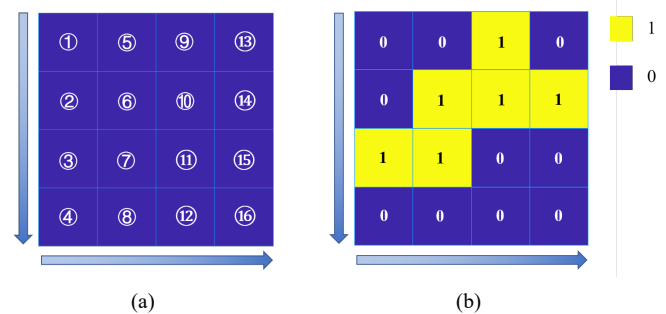 ① ⑤ ⑨ ⑬
② ⑥ ⑩ ⑭
③ ⑦ ⑪ ⑮
④ ⑧ ⑫ ⑯
(a)
0 0 1 0
0 1 1 1
1 1 0 0
0 0 0 0
(b)
1
0